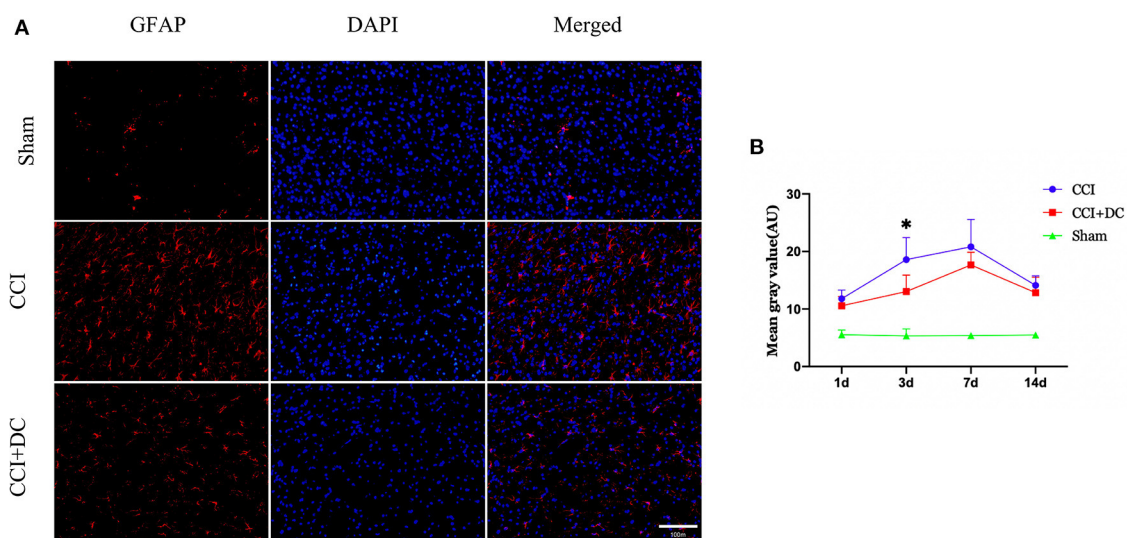 A
GFAP DAPI Merged
Sham
CCI
CCI+DC
100m
B
Mean gray value(AU)
30
20
10
0
*
1d 3d 7d 14d
CCI
CCI+DC
Sham